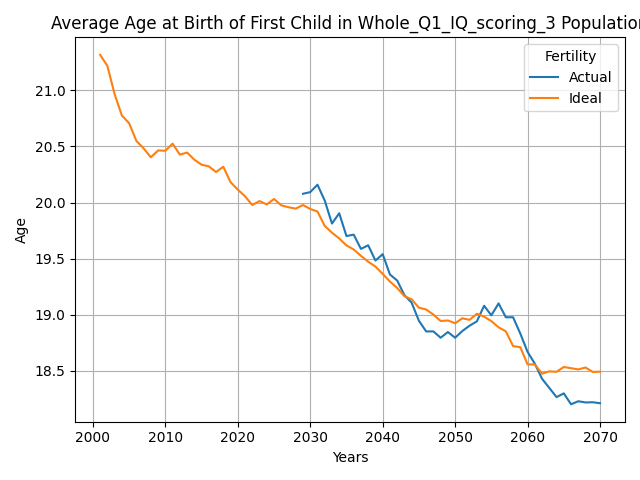 Average Age at Birth of First Child in Whole_Q1_IQ_scoring_3 Population
Fertility
Actual
Ideal
21.0
20.5
20.0
19.5
19.0
18.5
Age
2000
2010
2020
2030
2040
2050
2060
2070
Years